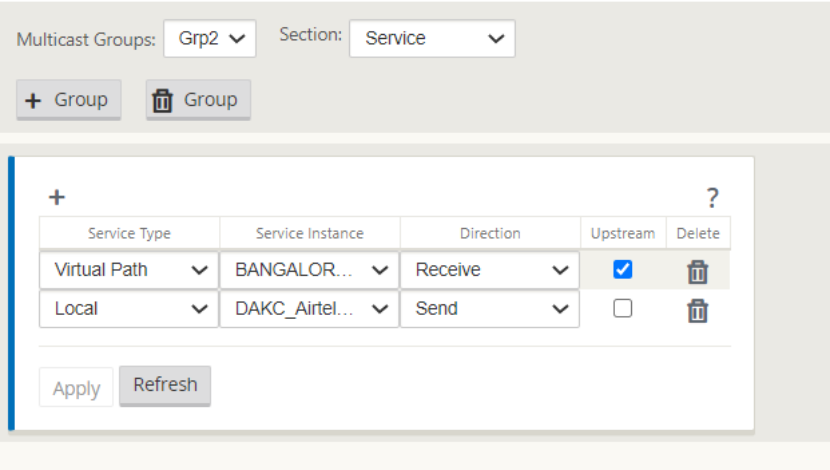 Multicast Groups: Grp2 Section: Service
+ Group Group
+ ?
Service Type Service Instance Direction Upstream Delete
Virtual Path BANGALOR... Receive
Local DAKC_Airtel... Send
Apply Refresh